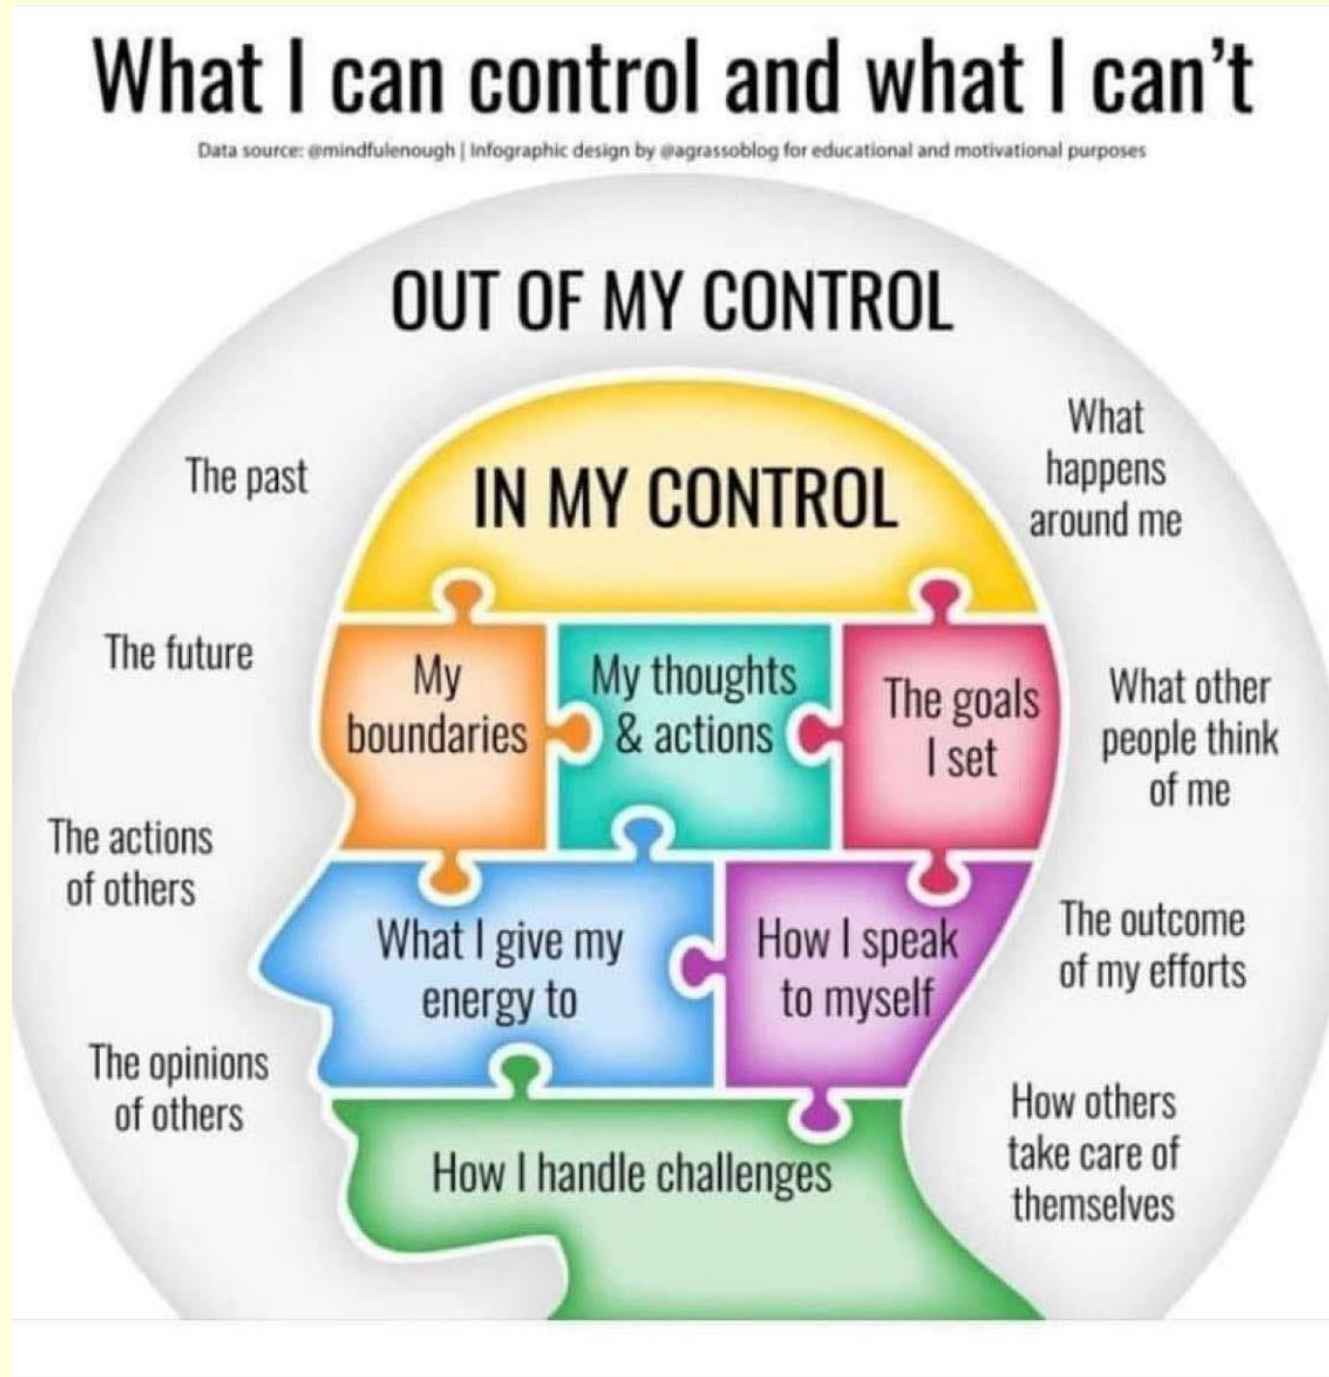 What I can control and what I can't
Data source: @mindfulenough | Infographic design by @agrassoblog for educational and motivational purposes
OUT OF MY CONTROL
The past
The future
The actions
of others
The opinions
of others
IN MY CONTROL
My
boundaries
My thoughts
& actions
The goals
I set
What I give my
energy to
How I speak
to myself
How I handle challenges
What
happens
around me
What other
people think
of me
The outcome
of my efforts
How others
take care of
themselves